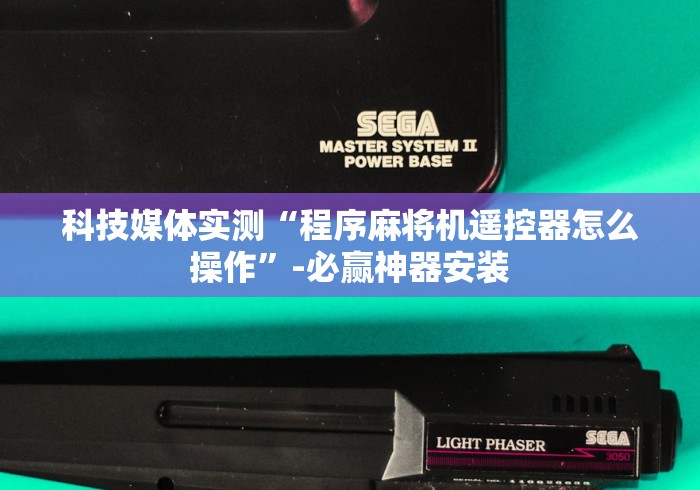 SEGA
MASTER SYSTEM II
POWER BASE
科技媒体实测“程序麻将机遥控器怎么
操作”-必赢神器安装
LIGHT PHASER
SEGA
3050